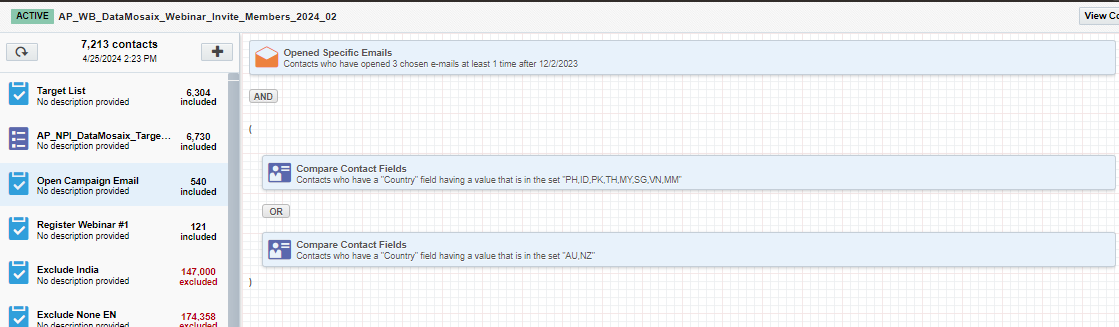 ACTIVE AP_WB_DataMosaix_Webinar_Invite_Members_2024_02
View Co
7,213 contacts
4/25/2024 2:23 PM
Target List
No description provided
6,304
included
AP_NPI_DataMosaix_Targe...
No description provided
6,730
included
Open Campaign Email
No description provided
540
included
Register Webinar #1
No description provided
121
included
Exclude India
No description provided
147,000
excluded
Exclude None EN
No description provided
174,358
excluded
Opened Specific Emails
Contacts who have opened 3 chosen e-mails at least 1 time after 12/2/2023
AND
(
Compare Contact Fields
Contacts who have a "Country" field having a value that is in the set "PH,ID,PK,TH,MY,SG,VN,MM"
OR
Compare Contact Fields
Contacts who have a "Country" field having a value that is in the set "AU,NZ"
)